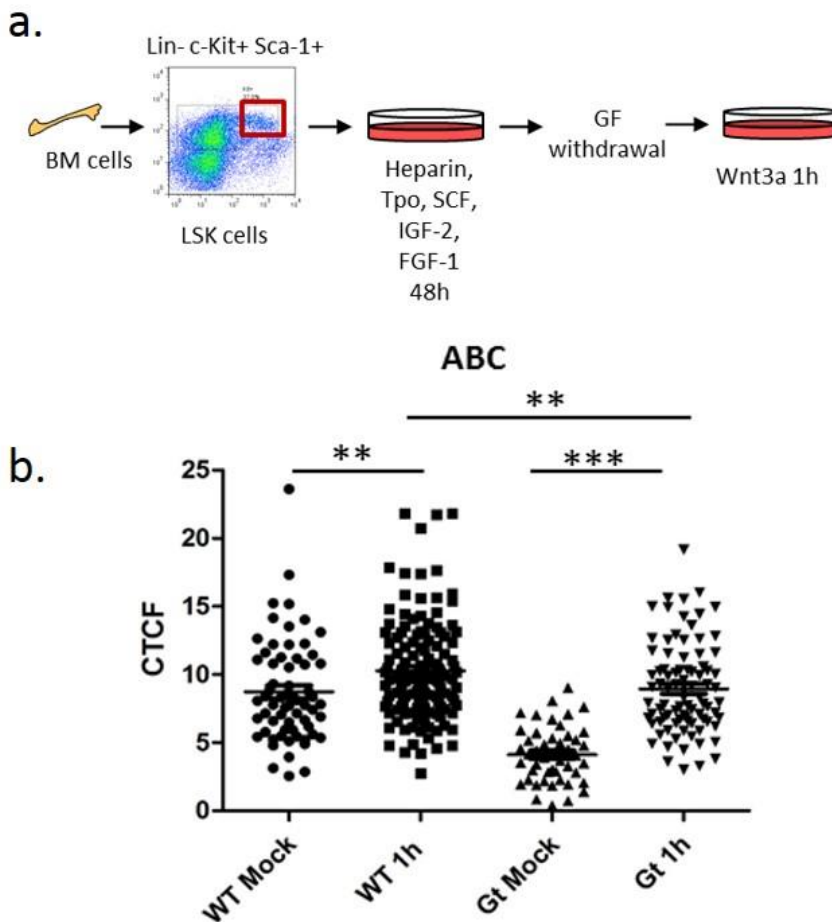 a.
Lin- c-Kit+ Sca-1+
BM cells
LSK cells
Heparin,
Tpo, SCF,
IGF-2,
FGF-1
48h
GF
withdrawal
Wnt3a 1h
b.
ABC
**
**
***
CTCF
25
20
15
10
5
0
WT Mock
WT 1h
Gt Mock
Gt 1h